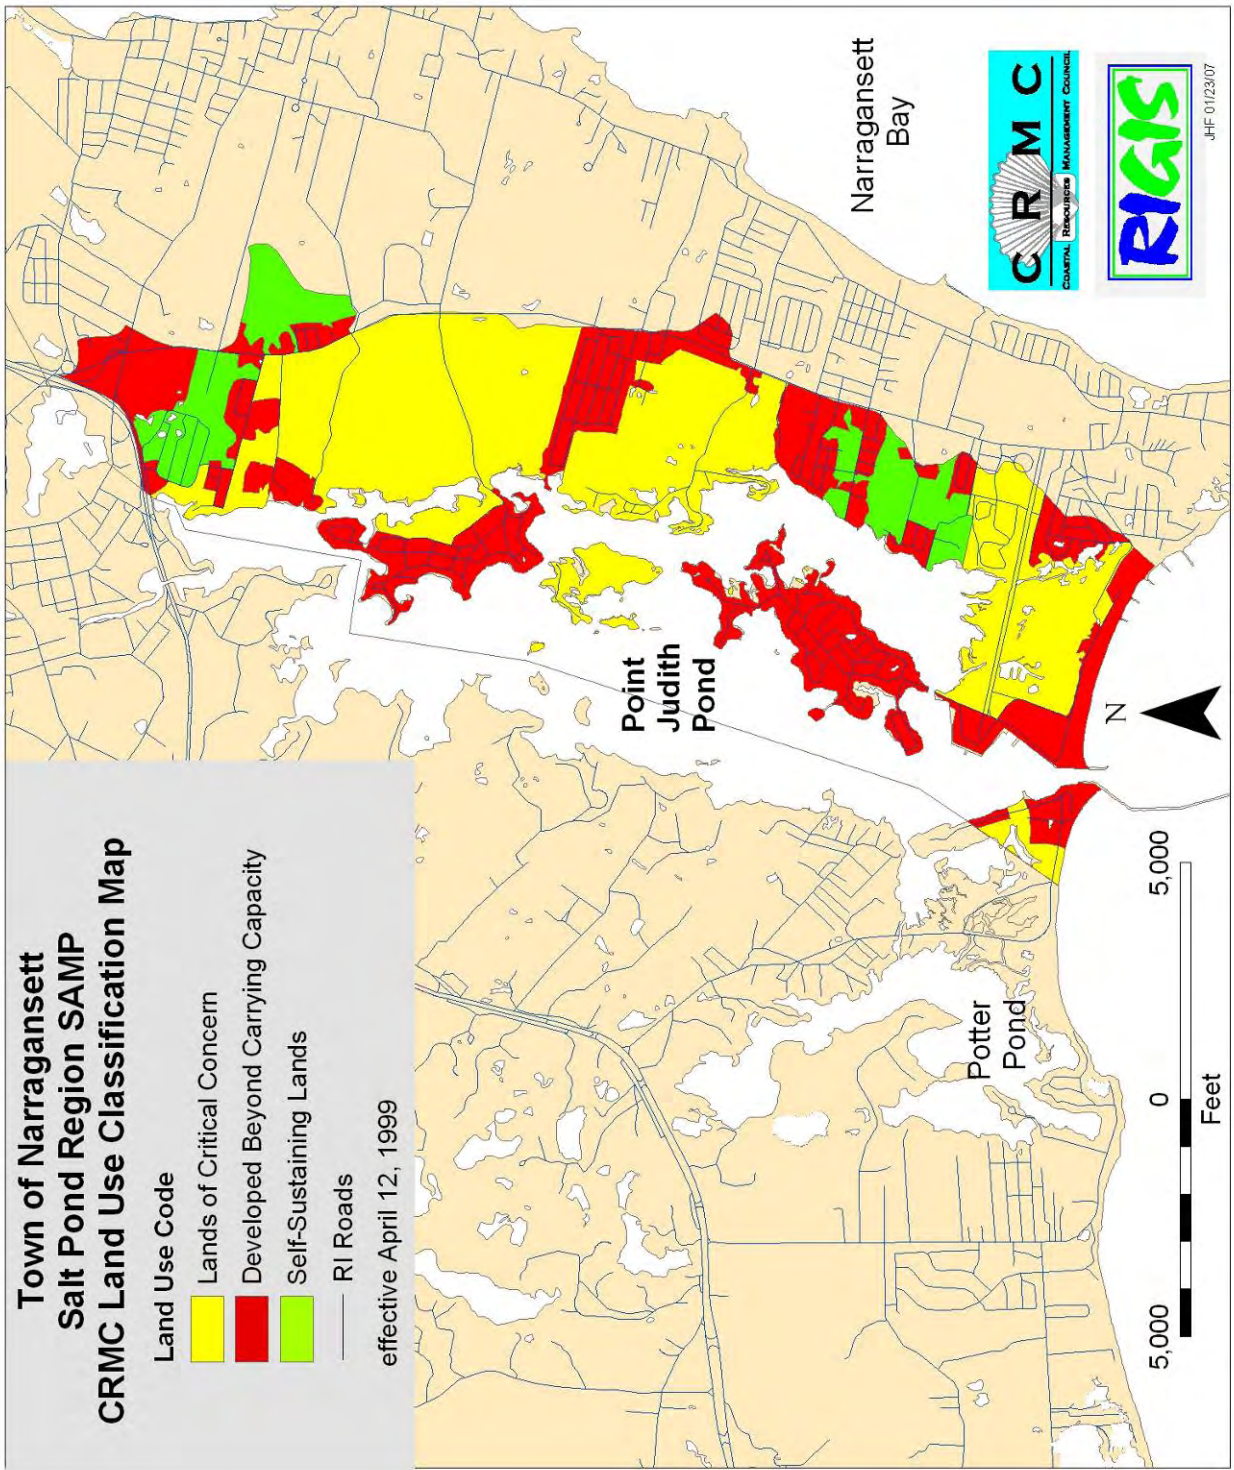 Town of Narragansett
Salt Pond Region SAMP
CRMC Land Use Classification Map
Land Use Code
Lands of Critical Concern
Developed Beyond Carrying Capacity
Self-Sustaining Lands
RI Roads
effective April 12, 1999
Point
Judith
Pond
Potter
Pond
Narragansett
Bay
N
5,000 0 5,000
Feet
C R M C
COASTAL RESOURCES MANAGEMENT COUNCIL
RIGIS
JHF 01/23/07